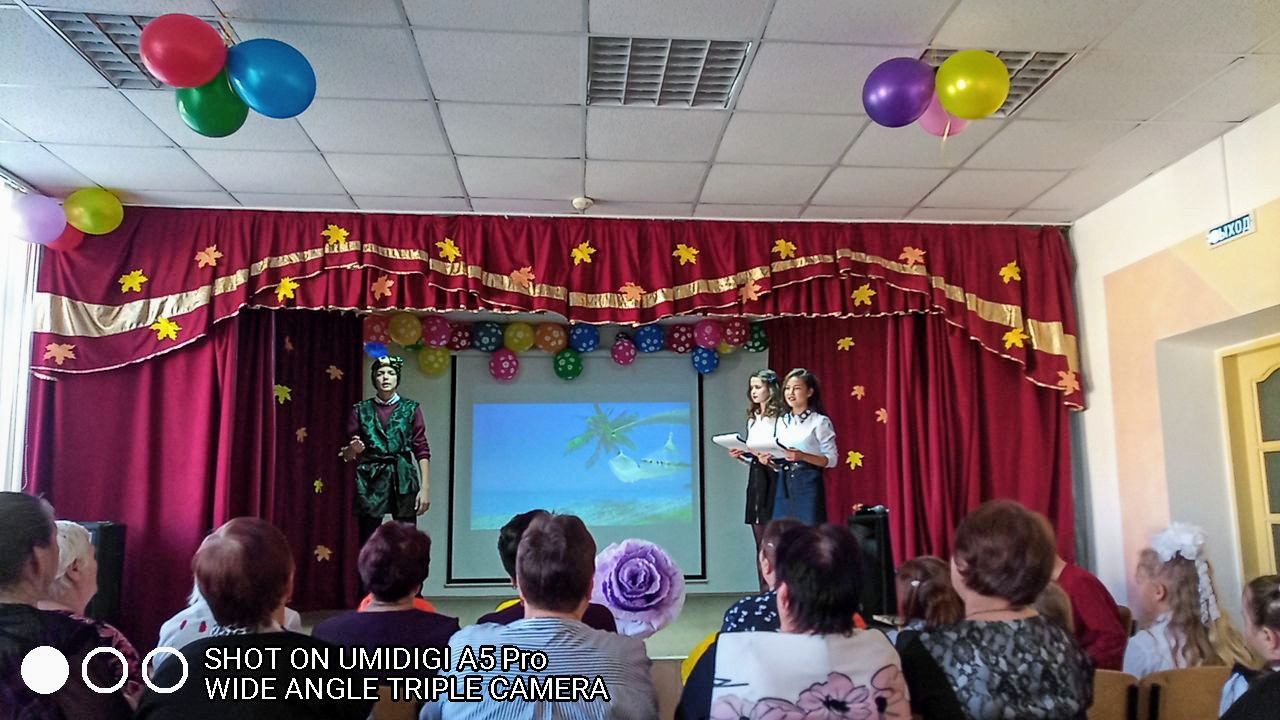 ВЫХОД
SHOT ON UMIDIGI A5 Pro
WIDE ANGLE TRIPLE CAMERA